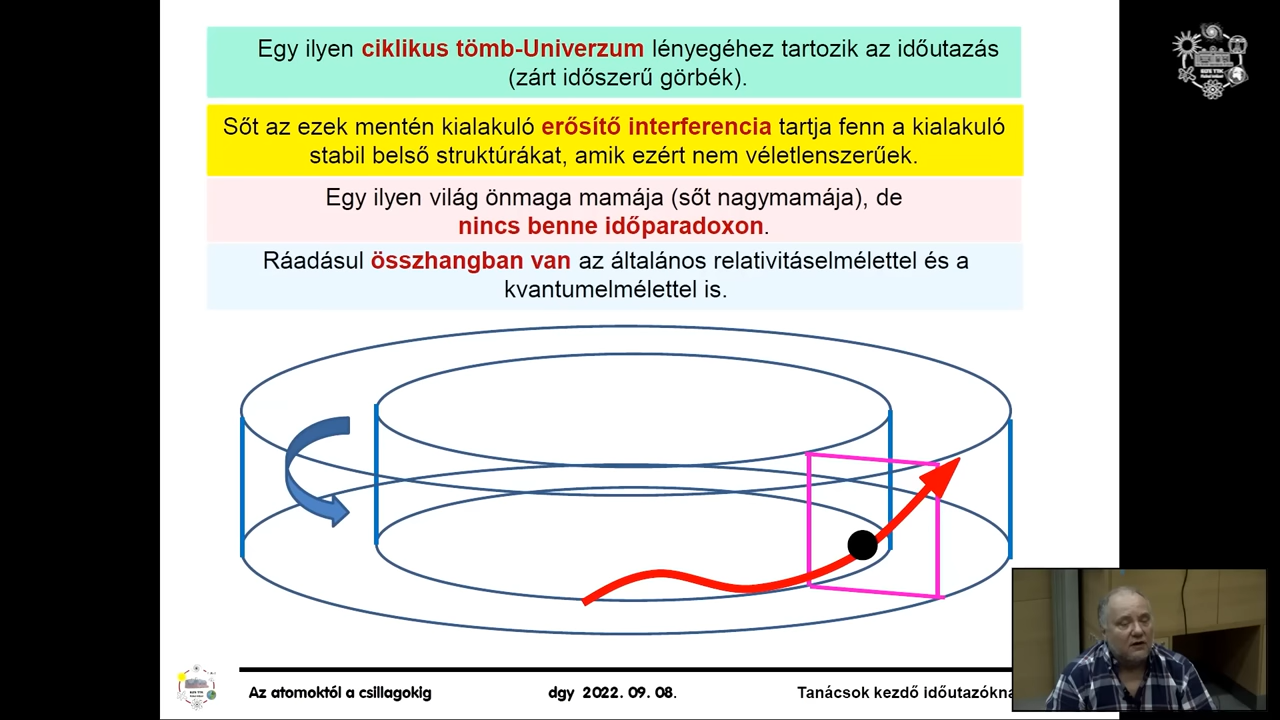 Egy ilyen ciklikus tömb-Univerzum lényegéhez tartozik az időutazás
(zárt időszerű görbék).
Sőt az ezek mentén kialakuló erősítő interferencia tartja fenn a kialakuló
stabil belső struktúrákat, amik ezért nem véletlenszerűek.
Egy ilyen világ önmaga mamája (sőt nagymamája), de
nincs benne időparadoxon.
Ráadásul összhangban van az általános relativitáselmélettel és a
kvantumelmélettel is.
Az atomoktól a csillagokig
dgy 2022. 09. 08.
Tanácsok kezdő időutazókna